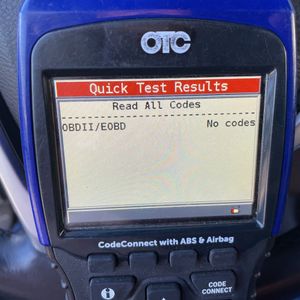 OTC
Quick Test Results
Read All Codes
OBDII/EOBD No codes
CodeConnect with ABS & Airbag
i
CODE
CONNECT